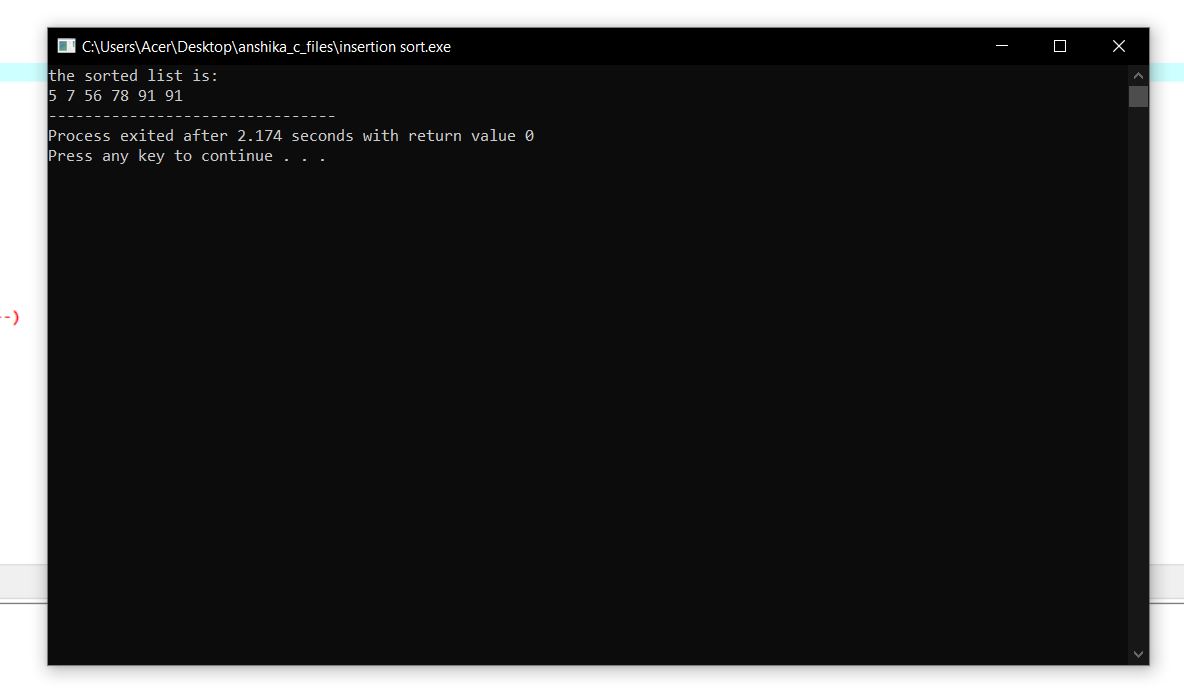 C:\Users\Acer\Desktop\anshika_c_files\insertion sort.exe
the sorted list is:
5 7 56 78 91 91
--------------------------------
Process exited after 2.174 seconds with return value 0
Press any key to continue . . .
--)